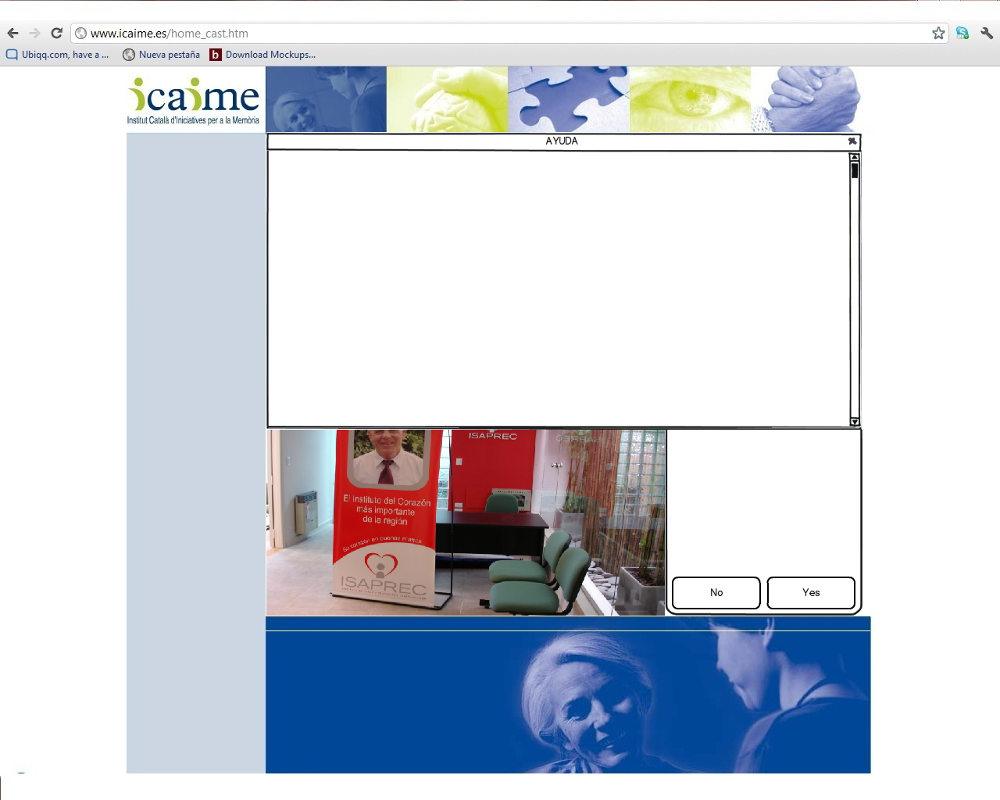 www.icaime.es/home_cast.htm
Ubiqq.com, have a ...
Nueva pestaña
b
Download Mockups...
icaime
Institut Català d'Iniciatives per a la Memòria
AYUDA
ISAPREC
El Instituto del Corazón
más importante
de la región
Su corazón en buenas manos
ISAPREC
No
Yes